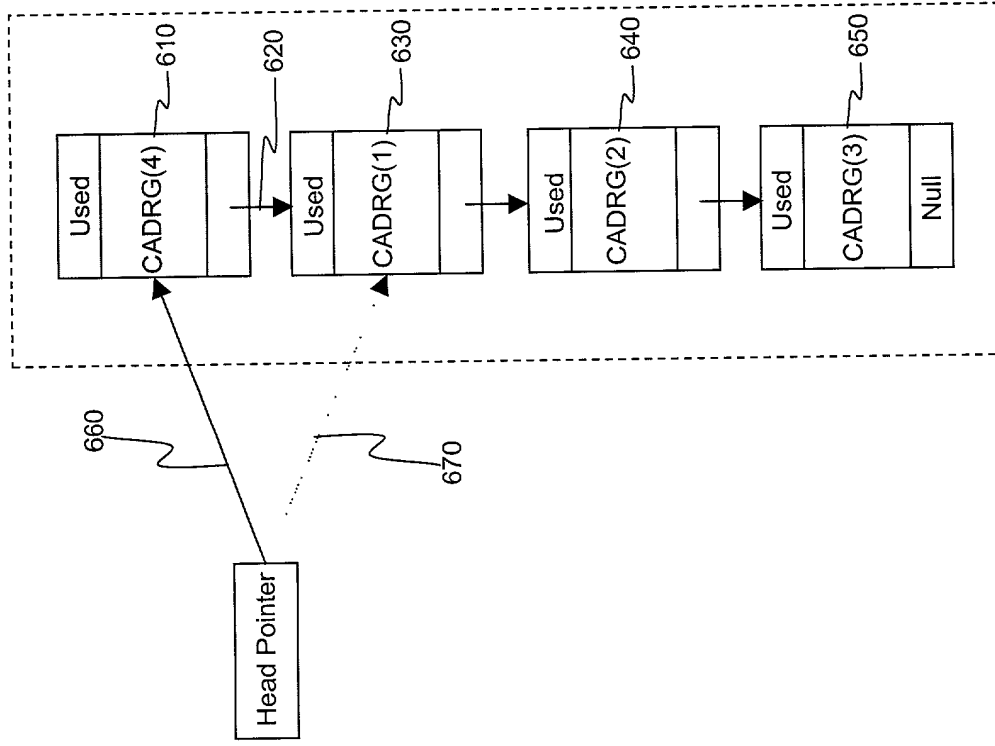 Used
CADRG(4)
610
620
Used
CADRG(1)
630
Used
CADRG(2)
640
Used
CADRG(3)
Null
650
660
670
Head Pointer